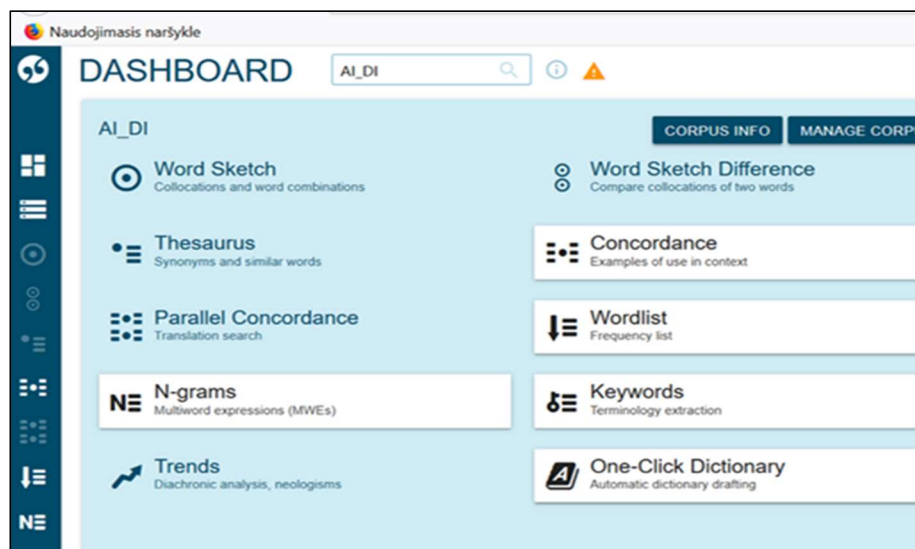 Naudojimasis naršykle
DASHBOARD
AI_DI
AI_DI
CORPUS INFO
MANAGE CORP
Word Sketch
Collocations and word combinations
Word Sketch Difference
Compare collocations of two words
Thesaurus
Synonyms and similar words
Concordance
Examples of use in context
Parallel Concordance
Translation search
Wordlist
Frequency list
N-grams
Multiword expressions (MWEs)
Keywords
Terminology extraction
Trends
Diachronic analysis, neologisms
One-Click Dictionary
Automatic dictionary drafting